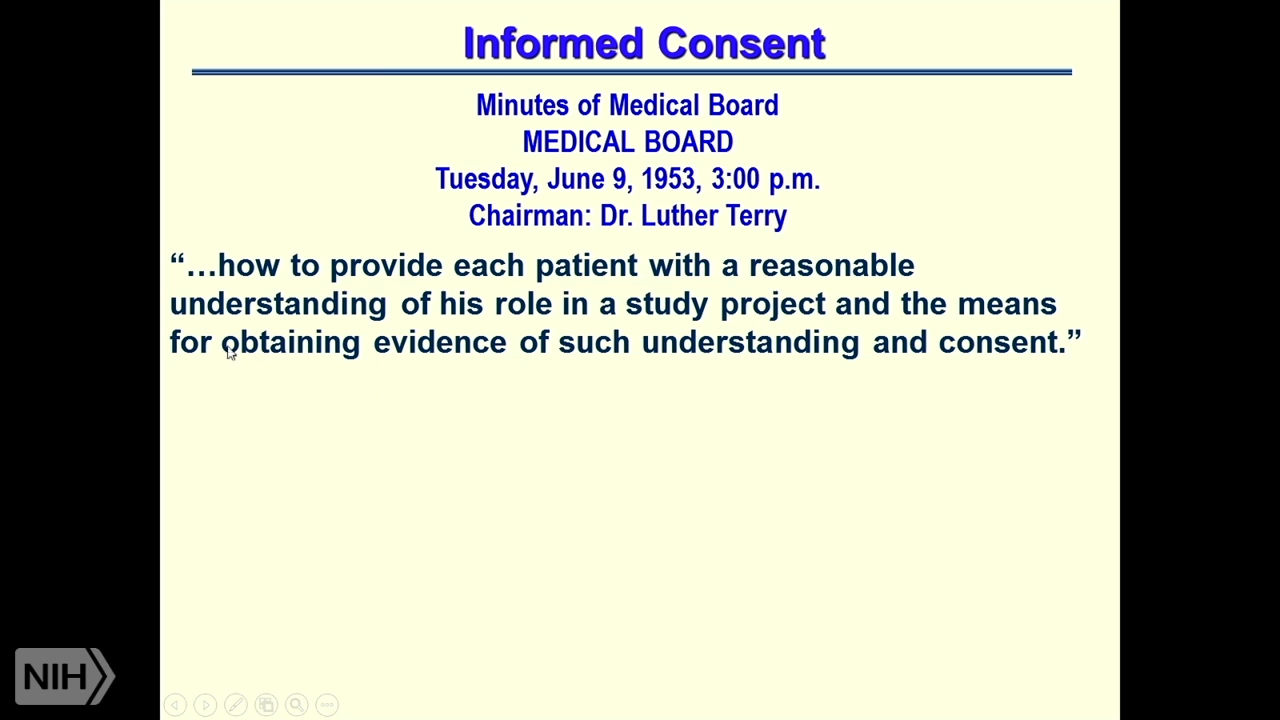 Informed Consent
Minutes of Medical Board
MEDICAL BOARD
Tuesday, June 9, 1953, 3:00 p.m.
Chairman: Dr. Luther Terry
“…how to provide each patient with a reasonable
understanding of his role in a study project and the means
for obtaining evidence of such understanding and consent.”
NIH